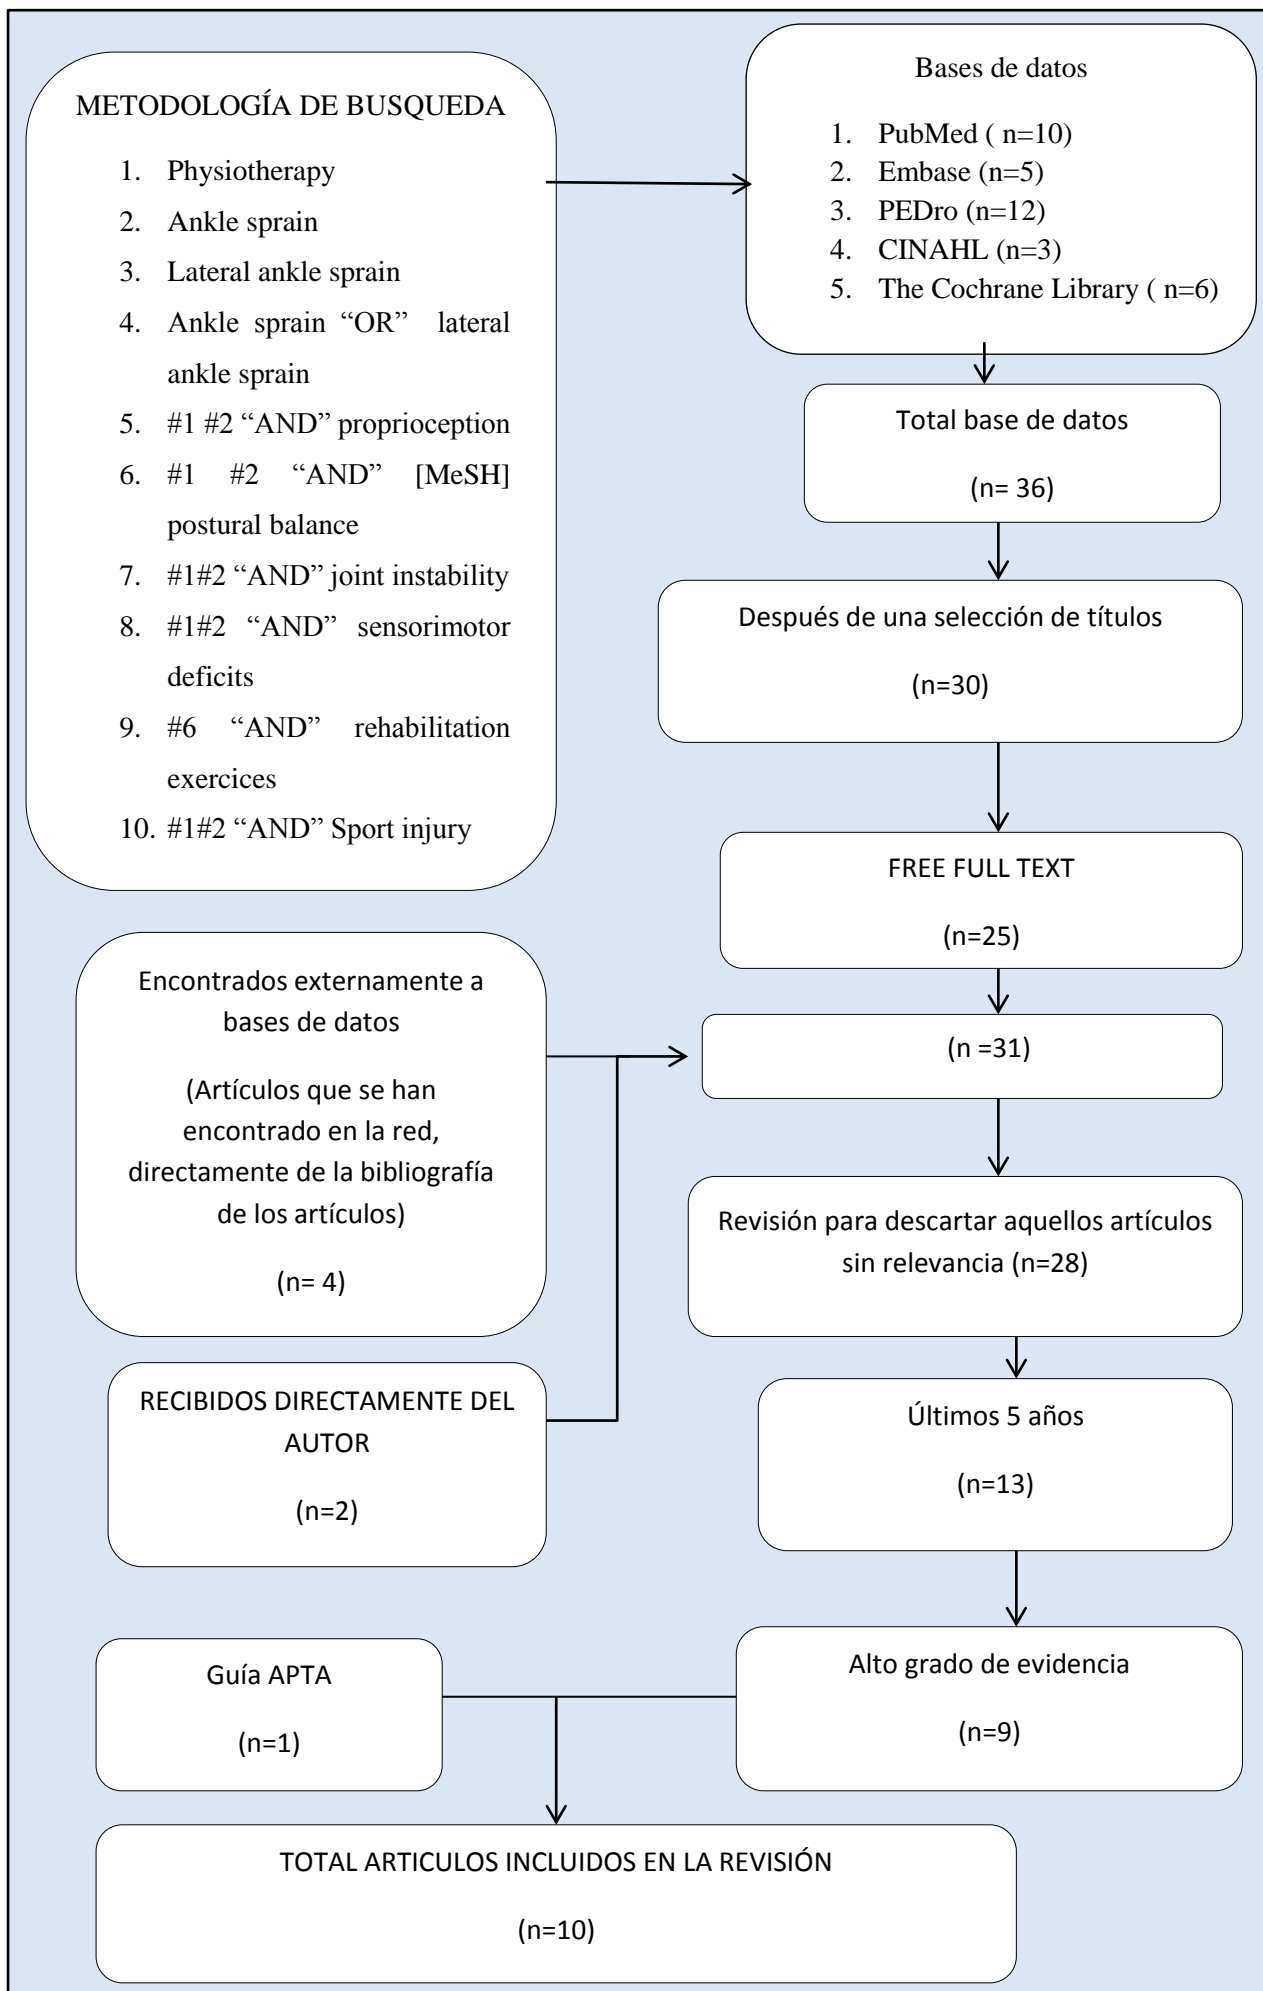 METODOLOGÍA DE BUSQUEDA
1. Physiotherapy
2. Ankle sprain
3. Lateral ankle sprain
4. Ankle sprain “OR” lateral
ankle sprain
5. #1 #2 “AND” proprioception
6. #1 #2 “AND” [MeSH]
postural balance
7. #1#2 “AND” joint instability
8. #1#2 “AND” sensorimotor
deficits
9. #6 “AND” rehabilitation
exercices
10. #1#2 “AND” Sport injury
Bases de datos
1. PubMed ( n=10)
2. Embase (n=5)
3. PEDro (n=12)
4. CINAHL (n=3)
5. The Cochrane Library ( n=6)
Total base de datos
(n= 36)
Después de una selección de títulos
(n=30)
FREE FULL TEXT
(n=25)
Encontrados externamente a
bases de datos
(Artículos que se han
encontrado en la red,
directamente de la bibliografía
de los artículos)
(n= 4)
RECIBIDOS DIRECTAMENTE DEL
AUTOR
(n=2)
(n =31)
Revisión para descartar aquellos artículos
sin relevancia (n=28)
Últimos 5 años
(n=13)
Alto grado de evidencia
(n=9)
Guía APTA
(n=1)
TOTAL ARTICULOS INCLUIDOS EN LA REVISIÓN
(n=10)